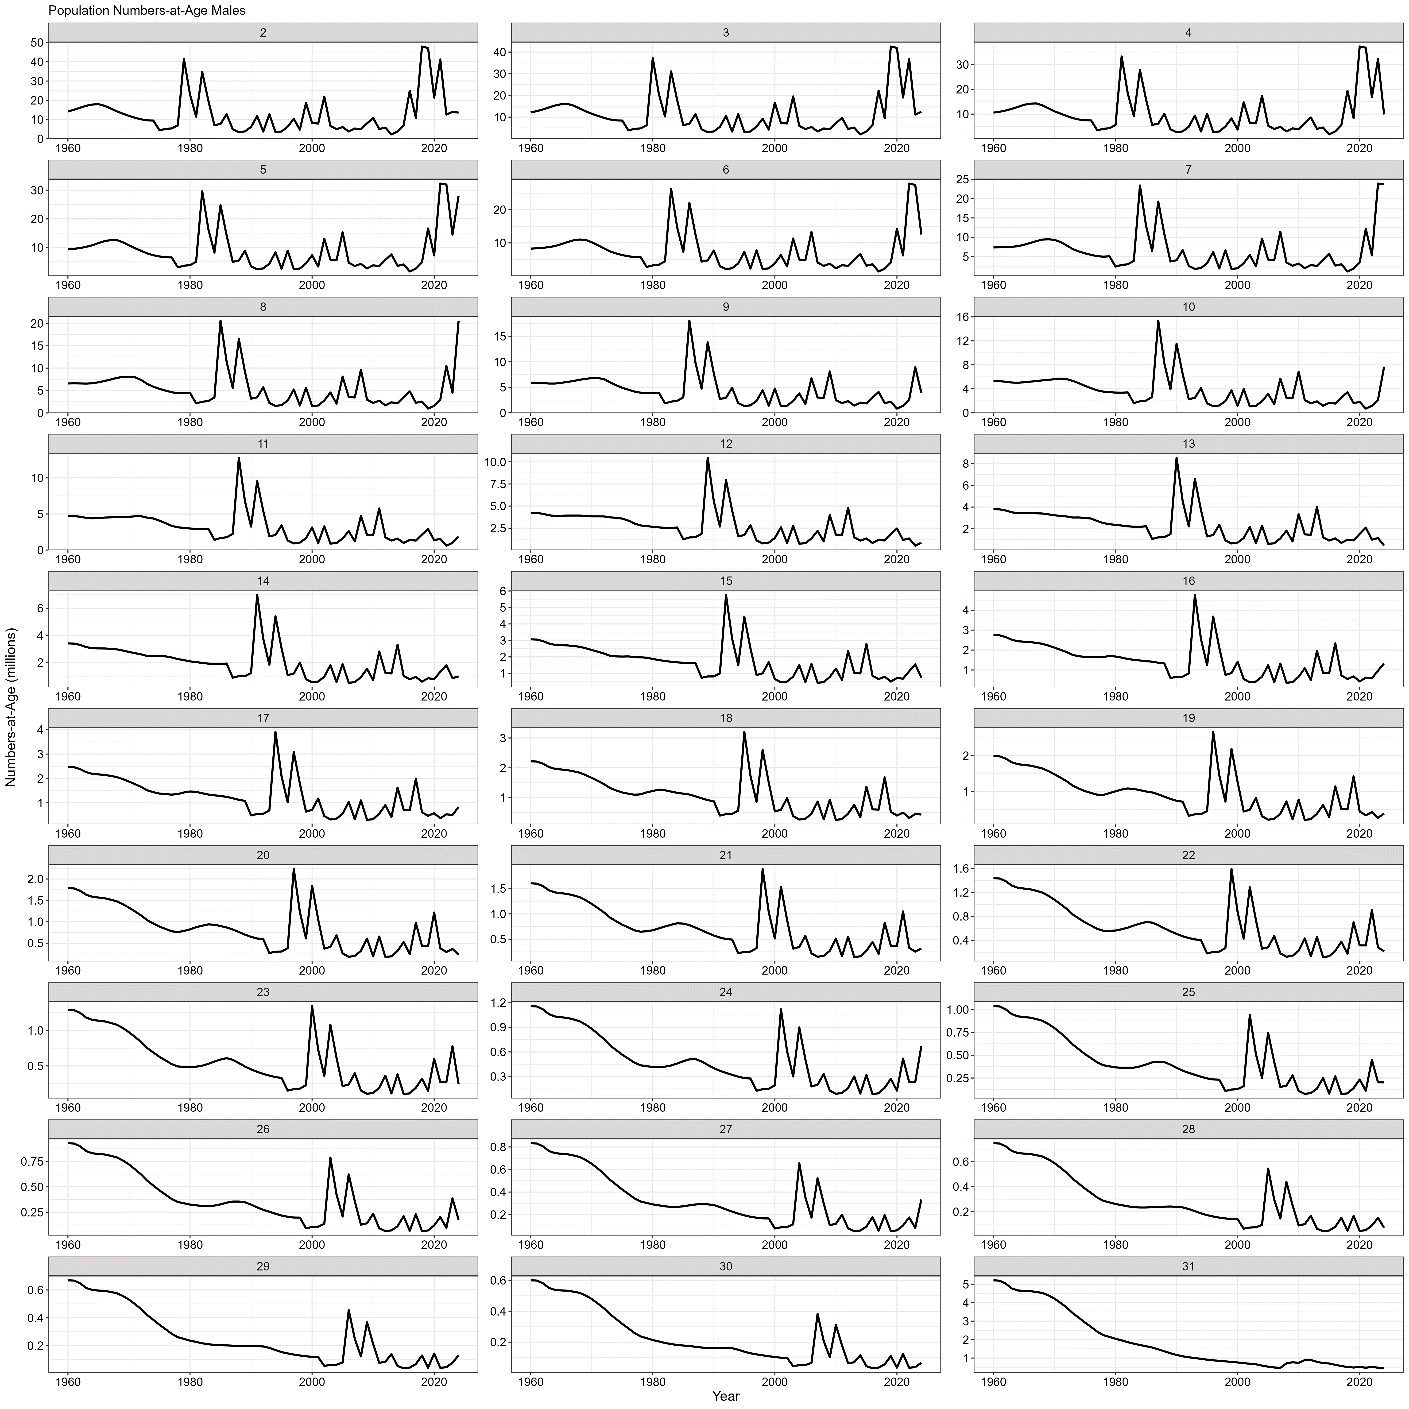 Population Numbers-at-Age Males
2 3 4
50 40 30 20 10 0
40 30 20 10
30 20 10
1960 1980 2000 2020 1960 1980 2000 2020 1960 1980 2000 2020
5 6 7
30 20 10
20 10
25 20 15 10 5
1960 1980 2000 2020 1960 1980 2000 2020 1960 1980 2000 2020
8 9 10
20 15 10 5 0
15 10 5 0
16 12 8 4 0
1960 1980 2000 2020 1960 1980 2000 2020 1960 1980 2000 2020
11 12 13
10 5 0
10.0 7.5 5.0 2.5
8 6 4 2
1960 1980 2000 2020 1960 1980 2000 2020 1960 1980 2000 2020
14 15 16
6 4 2
6 5 4 3 2 1
4 3 2 1
1960 1980 2000 2020 1960 1980 2000 2020 1960 1980 2000 2020
Numbers-at-Age (millions)
17 18 19
4 3 2 1
3 2 1
2 1
1960 1980 2000 2020 1960 1980 2000 2020 1960 1980 2000 2020
20 21 22
2.0 1.5 1.0 0.5
1.5 1.0 0.5
1.6 1.2 0.8 0.4
1960 1980 2000 2020 1960 1980 2000 2020 1960 1980 2000 2020
23 24 25
1.0 0.5
1.2 0.9 0.6 0.3
1.00 0.75 0.50 0.25
1960 1980 2000 2020 1960 1980 2000 2020 1960 1980 2000 2020
26 27 28
0.75 0.50 0.25
0.8 0.6 0.4 0.2
0.6 0.4 0.2
1960 1980 2000 2020 1960 1980 2000 2020 1960 1980 2000 2020
29 30 31
0.6 0.4 0.2
0.6 0.4 0.2
5 4 3 2 1
1960 1980 2000 2020 1960 1980 2000 2020 1960 1980 2000 2020
Year